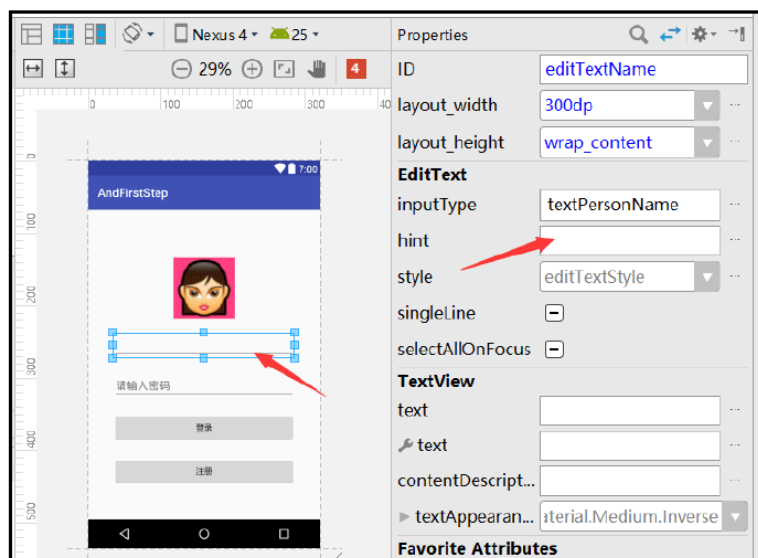 Nexus 4 25
29% 4
0 100 200 300 40
0
100
200
300
400
500
7:00
AndFirstStep
请输入密码
登录
注册
Properties
ID editTextName
layout_width 300dp
layout_height wrap_content
EditText
inputType textPersonName
hint
style editTextStyle
singleLine
selectAllOnFocus
TextView
text
text
contentDescript...
textAppearan... aterial.Medium.Inverse
Favorite Attributes